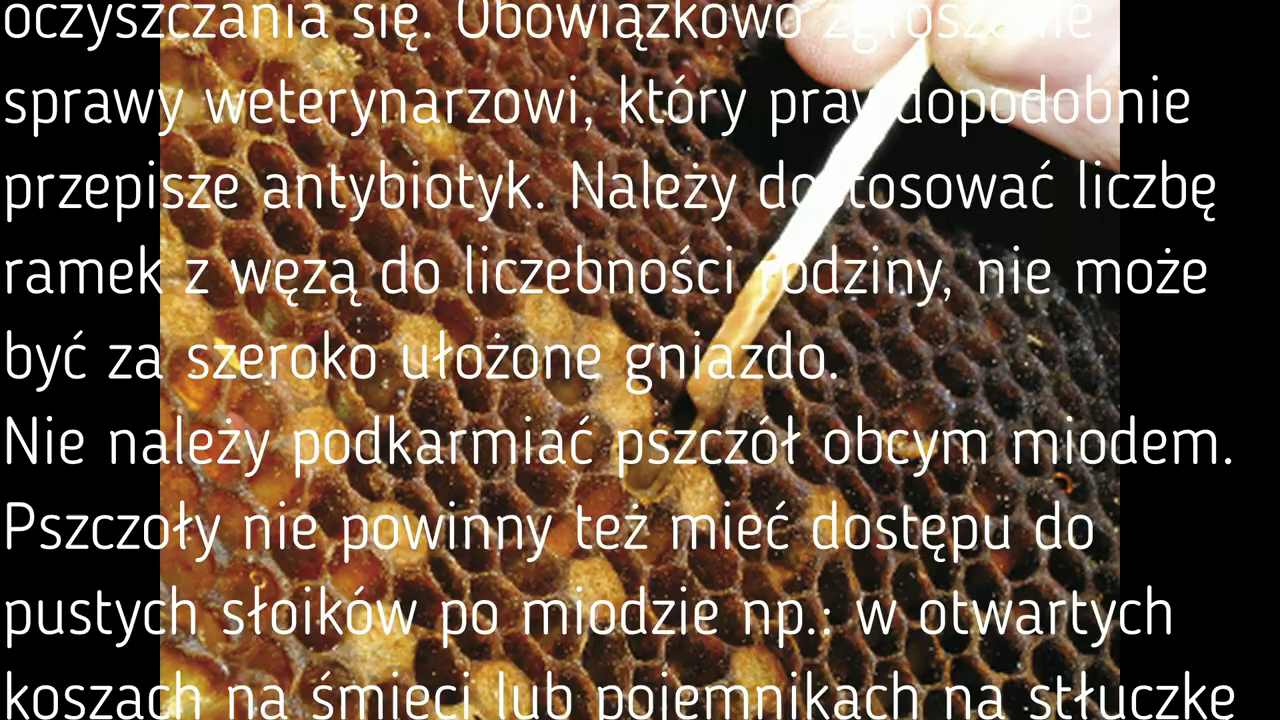 oczyszczania się. Obowiązkowo zgłoszenie
sprawy weterynarzowi, który prawdopodobnie
przepisze antybiotyk. Należy dostosować liczbę
ramek z węzą do liczebności rodziny, nie może
być za szeroko ułożone gniazdo.
Nie należy podkarmiać pszczół obcym miodem.
Pszczoły nie powinny też mieć dostępu do
pustych słoików po miodzie np.: w otwartych
koszach na śmieci lub pojemnikach na stłuczkę